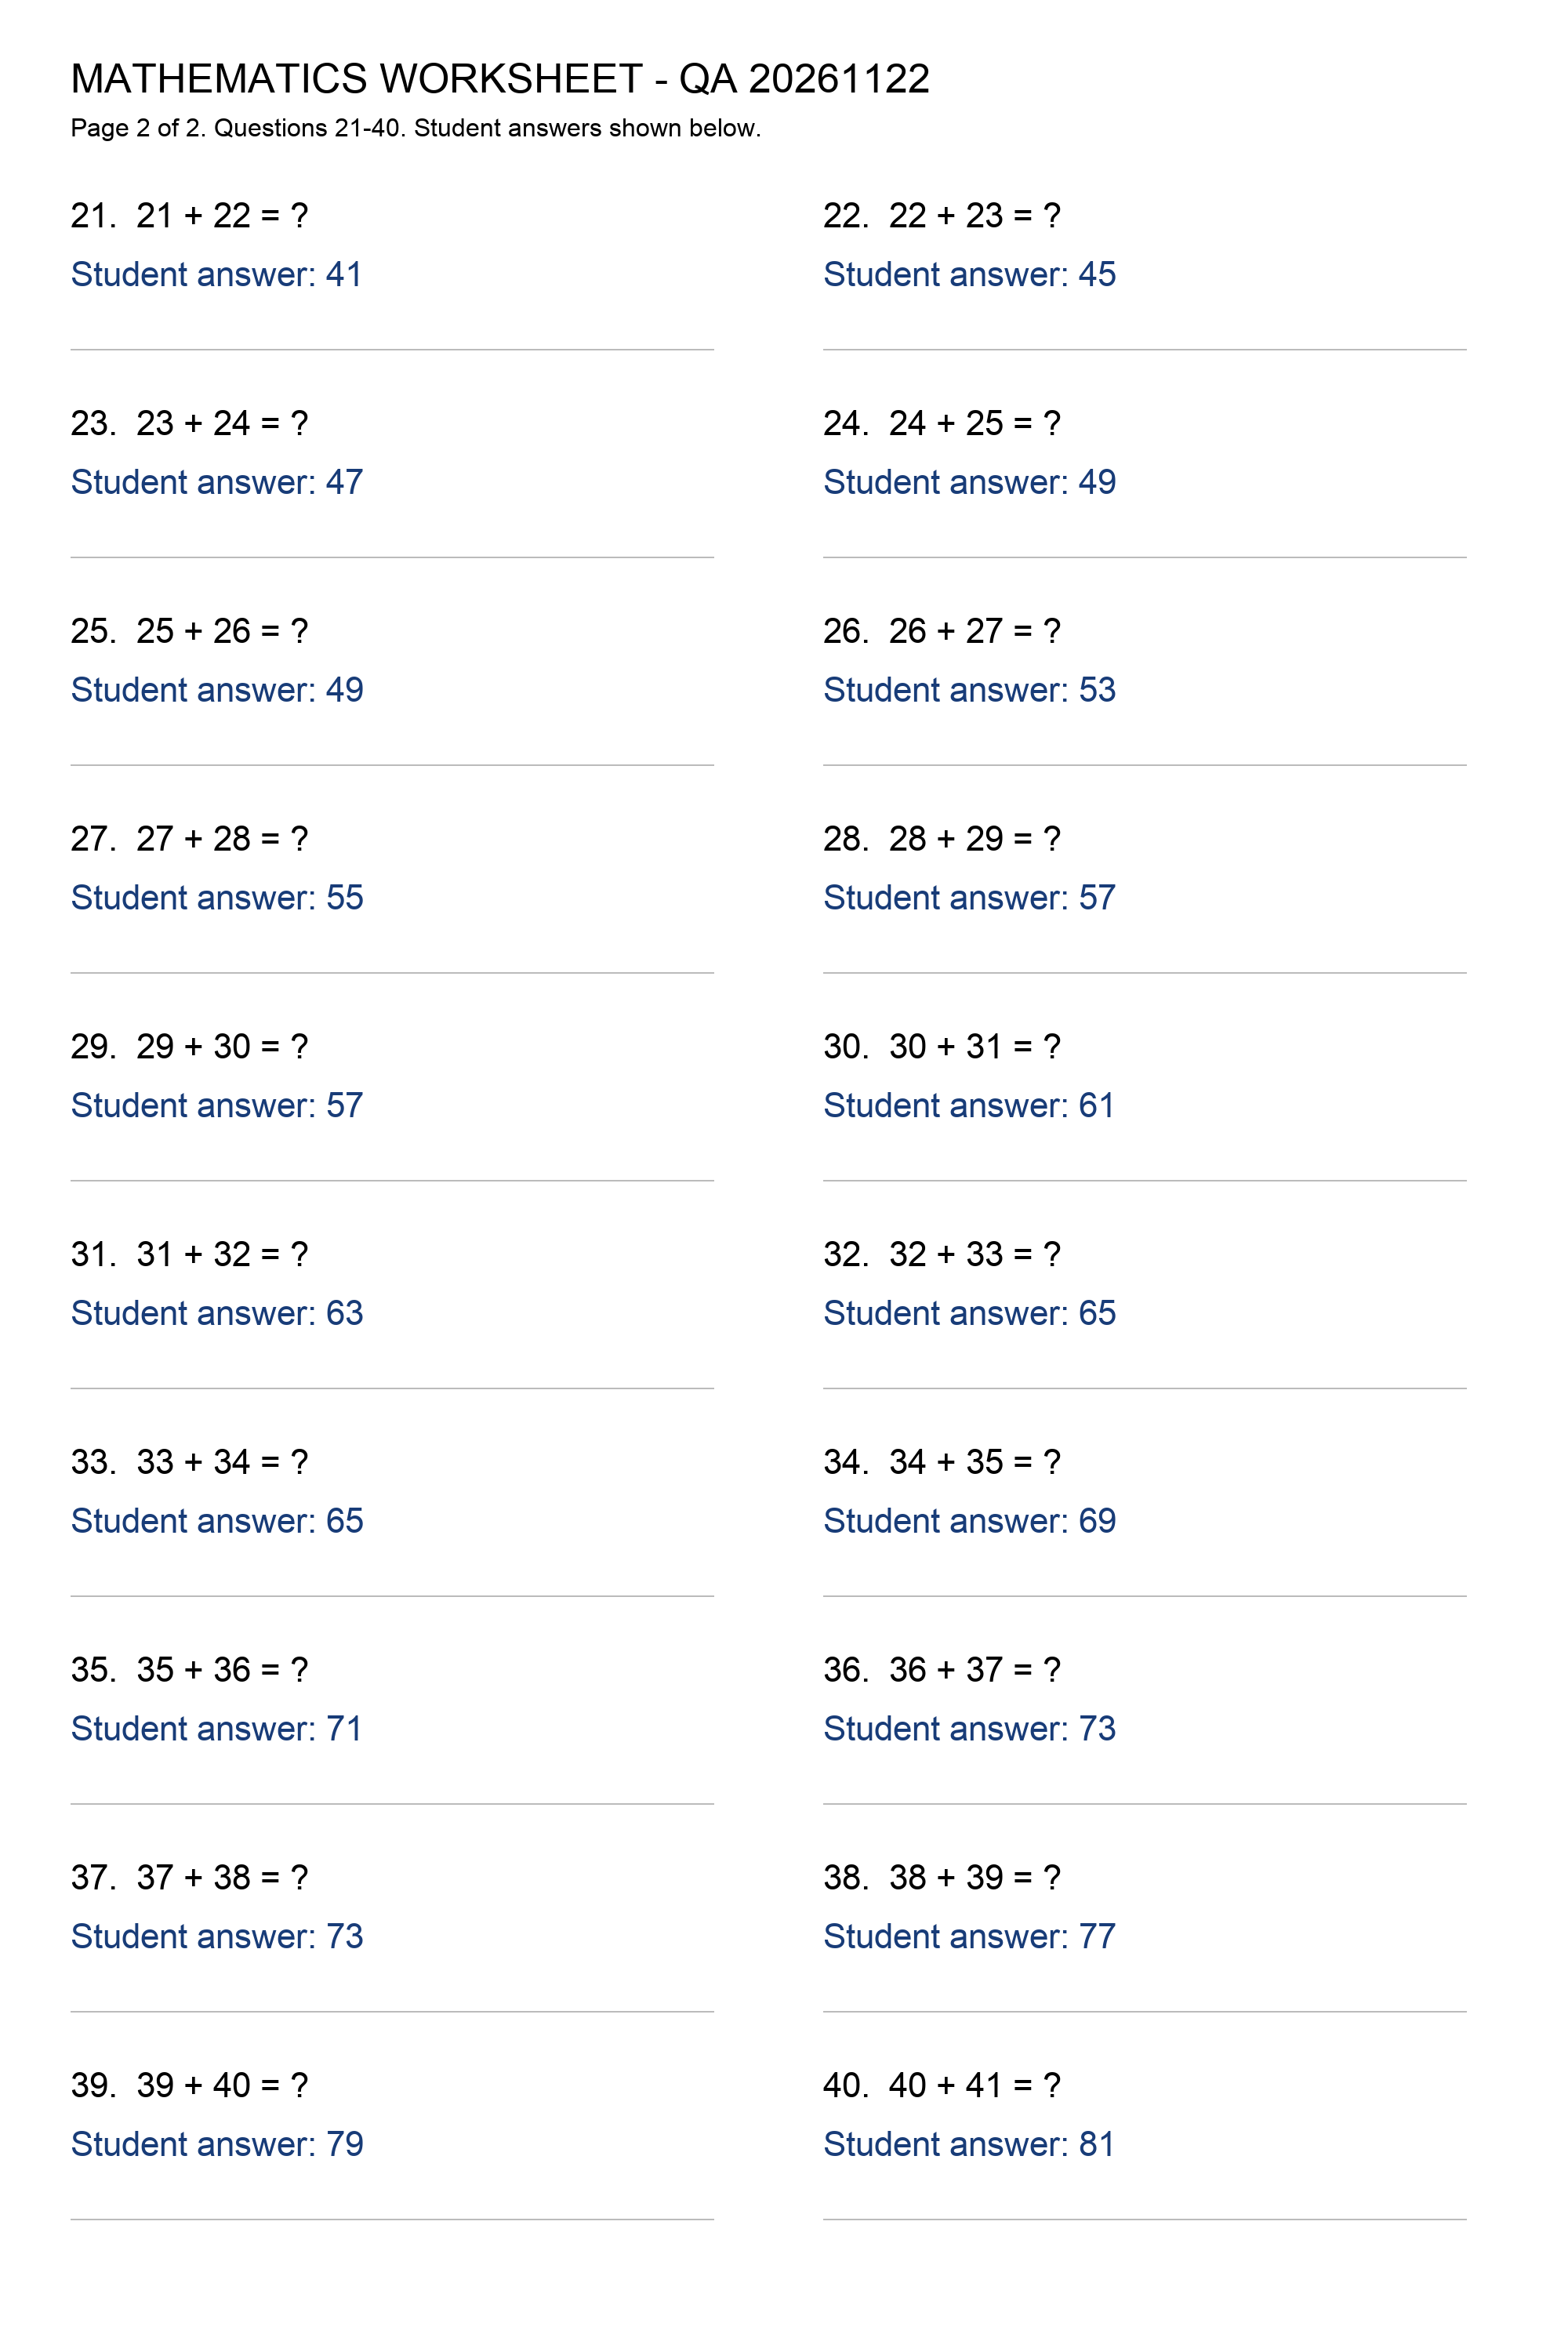 MATHEMATICS WORKSHEET - QA 20261122
Page 2 of 2. Questions 21-40. Student answers shown below.
21. 21 + 22 = ?
Student answer: 41
22. 22 + 23 = ?
Student answer: 45
23. 23 + 24 = ?
Student answer: 47
24. 24 + 25 = ?
Student answer: 49
25. 25 + 26 = ?
Student answer: 49
26. 26 + 27 = ?
Student answer: 53
27. 27 + 28 = ?
Student answer: 55
28. 28 + 29 = ?
Student answer: 57
29. 29 + 30 = ?
Student answer: 57
30. 30 + 31 = ?
Student answer: 61
31. 31 + 32 = ?
Student answer: 63
32. 32 + 33 = ?
Student answer: 65
33. 33 + 34 = ?
Student answer: 65
34. 34 + 35 = ?
Student answer: 69
35. 35 + 36 = ?
Student answer: 71
36. 36 + 37 = ?
Student answer: 73
37. 37 + 38 = ?
Student answer: 73
38. 38 + 39 = ?
Student answer: 77
39. 39 + 40 = ?
Student answer: 79
40. 40 + 41 = ?
Student answer: 81